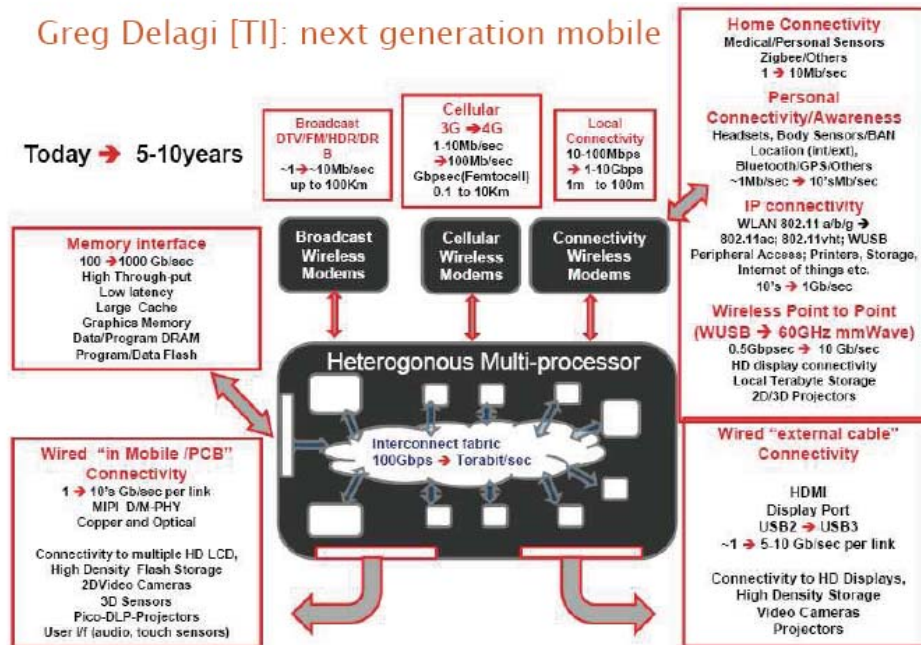 Greg Delagi [TI]: next generation mobile
Today ➔ 5-10years
Broadcast
DTV/FM/HDR/DR
B
~1 ➔ ~10Mb/sec
up to 100Km
Cellular
3G ➔ 4G
1-10Mb/sec
➔ 100Mb/sec
Gbpsec(Femtocell)
0.1 to 10Km
Local
Connectivity
10-100Mbps
➔ 1-10Gbps
1m to 100m
Home Connectivity
Medical/Personal Sensors
Zigbee/Others
1 ➔ 10Mb/sec
Personal
Connectivity/Awareness
Headsets, Body Sensors/BAN
Location (int/ext),
Bluetooth/GPS/Others
~1Mb/sec ➔ 10'sMb/sec
IP connectivity
WLAN 802.11 a/b/g ➔
802.11ac; 802.11vht; WUSB
Peripheral Access; Printers, Storage,
Internet of things etc.
10's ➔ 1Gb/sec
Wireless Point to Point
(WUSB ➔ 60GHz mmWave)
0.5Gbpsec ➔ 10 Gb/sec
HD display connectivity
Local Terabyte Storage
2D/3D Projectors
Broadcast
Wireless
Modems
Cellular
Wireless
Modems
Connectivity
Wireless
Modems
Memory interface
100 ➔ 1000 Gb/sec
High Through-put
Low latency
Large Cache
Graphics Memory
Data/Program DRAM
Program/Data Flash
Heterogonous Multi-processor
Interconnect fabric
100Gbps ➔ Terabit/sec
Wired "in Mobile /PCB"
Connectivity
1 ➔ 10's Gb/sec per link
MIPI D/M-PHY
Copper and Optical
Connectivity to multiple HD LCD,
High Density Flash Storage
2DVideo Cameras
3D Sensors
Pico-DLP-Projectors
User I/f (audio, touch sensors)
Wired "external cable"
Connectivity
HDMI
Display Port
USB2 ➔ USB3
~1 ➔ 5-10 Gb/sec per link
Connectivity to HD Displays,
High Density Storage
Video Cameras
Projectors